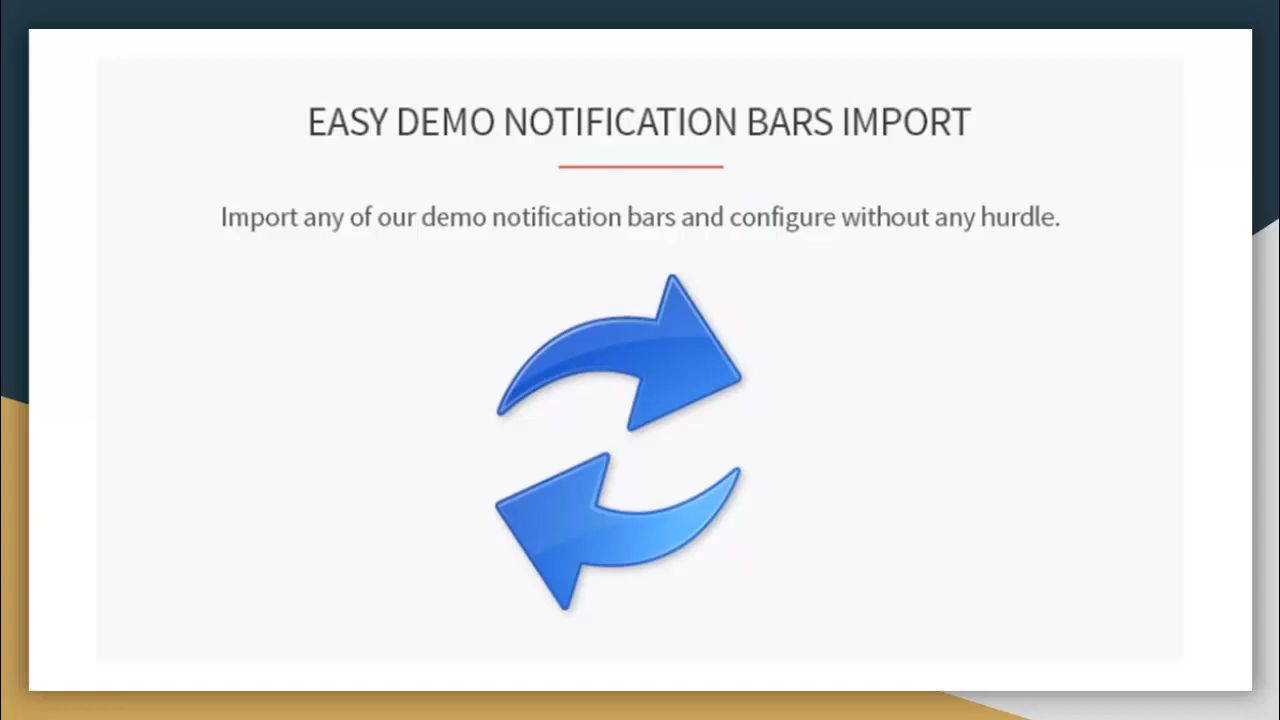 EASY DEMO NOTIFICATION BARS IMPORT
Import any of our demo notification bars and configure without any hurdle.